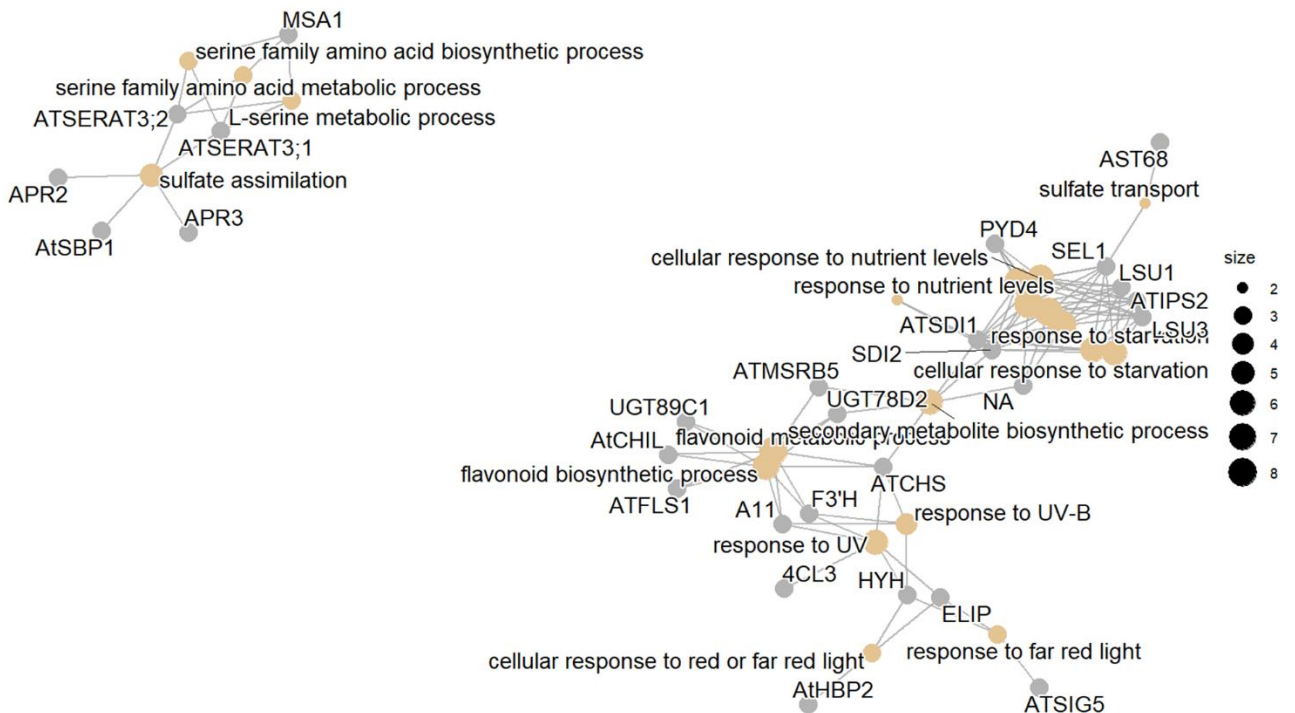 MSA1
serine family amino acid biosynthetic process
serine family amino acid metabolic process
ATSERAT3;2
L-serine metabolic process
ATSERAT3;1
sulfate assimilation
APR2
APR3
AtSBP1
AST68
sulfate transport
PYD4
SEL1
cellular response to nutrient levels
LSU1
response to nutrient levels
ATIPS2
ATSDI1
response to starvation
LSU3
SDI2
cellular response to starvation
ATMSRB5
UGT78D2
NA
UGT89C1
secondary metabolite biosynthetic process
AtCHIL
flavonoid metabolic process
flavonoid biosynthetic process
ATCHS
ATFLS1
A11
F3'H
response to UV-B
response to UV
4CL3
HYH
ELIP
cellular response to red or far red light
response to far red light
AtHBP2
ATSIG5
size
2
3
4
5
6
7
8